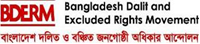 BDERM Bangladesh Dalit and
Excluded Rights Movement
বাংলাদেশ দলিত ও বঞ্চিত জনগোষ্ঠী অধিকার আন্দোলন